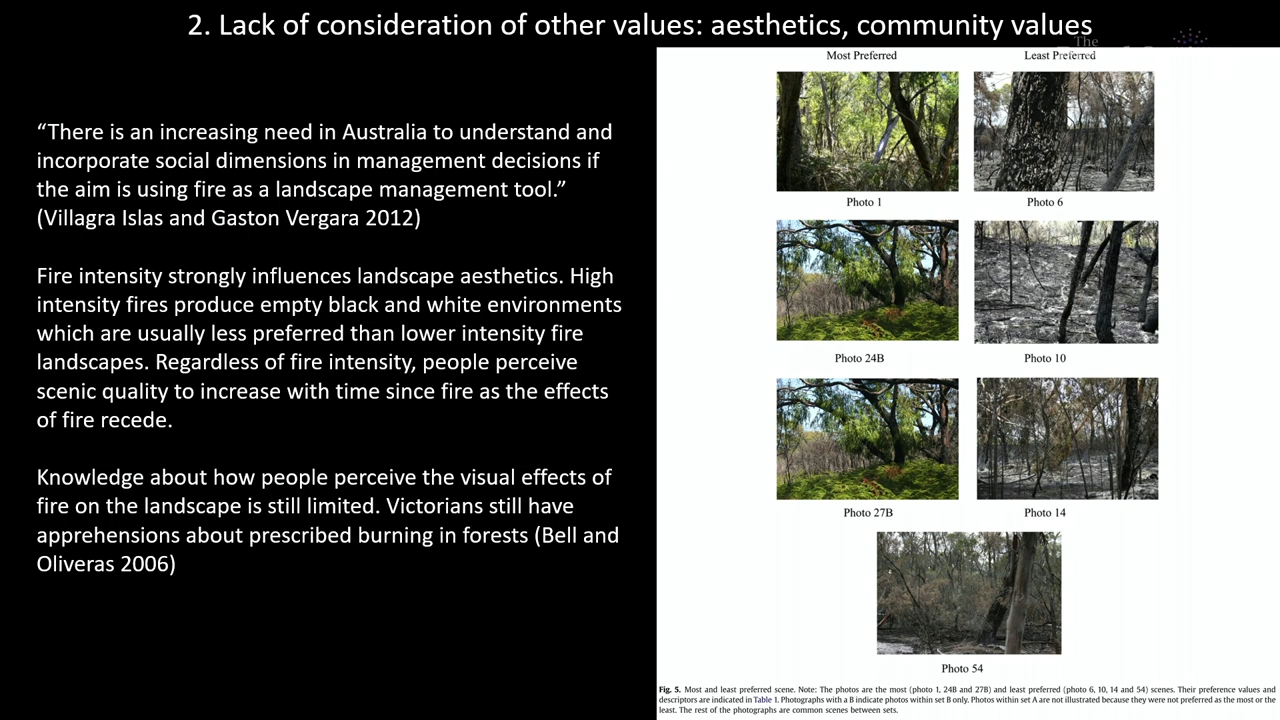 2. Lack of consideration of other values: aesthetics, community values
“There is an increasing need in Australia to understand and
incorporate social dimensions in management decisions if
the aim is using fire as a landscape management tool.”
(Villagra Islas and Gaston Vergara 2012)
Fire intensity strongly influences landscape aesthetics. High
intensity fires produce empty black and white environments
which are usually less preferred than lower intensity fire
landscapes. Regardless of fire intensity, people perceive
scenic quality to increase with time since fire as the effects
of fire recede.
Knowledge about how people perceive the visual effects of
fire on the landscape is still limited. Victorians still have
apprehensions about prescribed burning in forests (Bell and
Oliveras 2006)
The
Most Preferred
Least Preferred
Photo 1
Photo 6
Photo 24B
Photo 10
Photo 27B
Photo 14
Photo 54
Fig. 5. Most and least preferred scene. Note: The photos are the most (photo 1, 24B and 27B) and least preferred (photo 6, 10, 14 and 54) scenes. Their preference values and
descriptors are indicated in Table 1. Photographs with a B indicate photos within set B only. Photos within set A are not illustrated because they were not preferred as the most or the
least. The rest of the photographs are common scenes between sets.